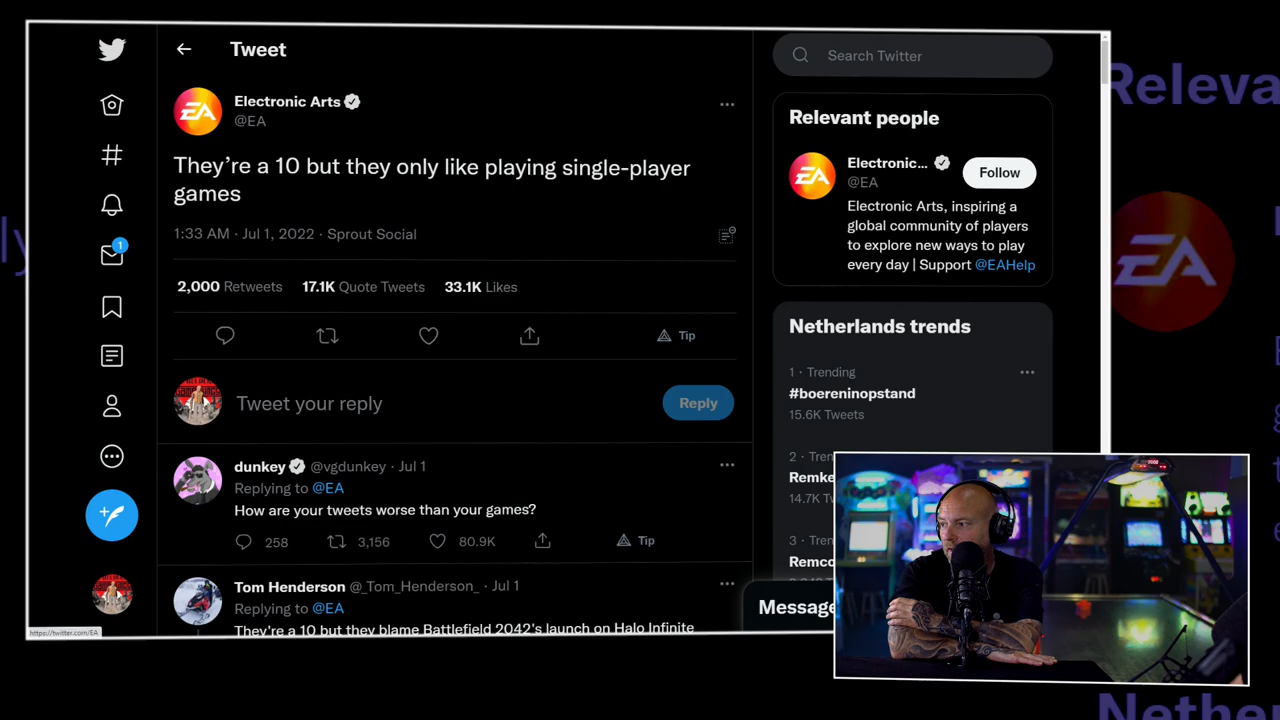 Tweet
Search Twitter
EA
Electronic Arts
@EA
They're a 10 but they only like playing single-player
games
1:33 AM · Jul 1, 2022 · Sprout Social
2,000 Retweets 17.1K Quote Tweets 33.1K Likes
Tip
Tweet your reply
Reply
dunkey @vgdunkey · Jul 1
Replying to @EA
How are your tweets worse than your games?
258
3,156
80.9K
Tip
Tom Henderson @_Tom_Henderson_ · Jul 1
Replying to @EA
They're a 10 but they blame Battlefield 2042's launch on Halo Infinite
1
https://twitter.com/EA
Relevant people
EA
Electronic...
@EA
Follow
Electronic Arts, inspiring a
global community of players
to explore new ways to play
every day | Support @EAHelp
Netherlands trends
1 · Trending
#boereninopstand
15.6K Tweets
2 · Tren
Remke
14.7K Tv
3 · Tren
Remco
Message
Releva
EA
Nether